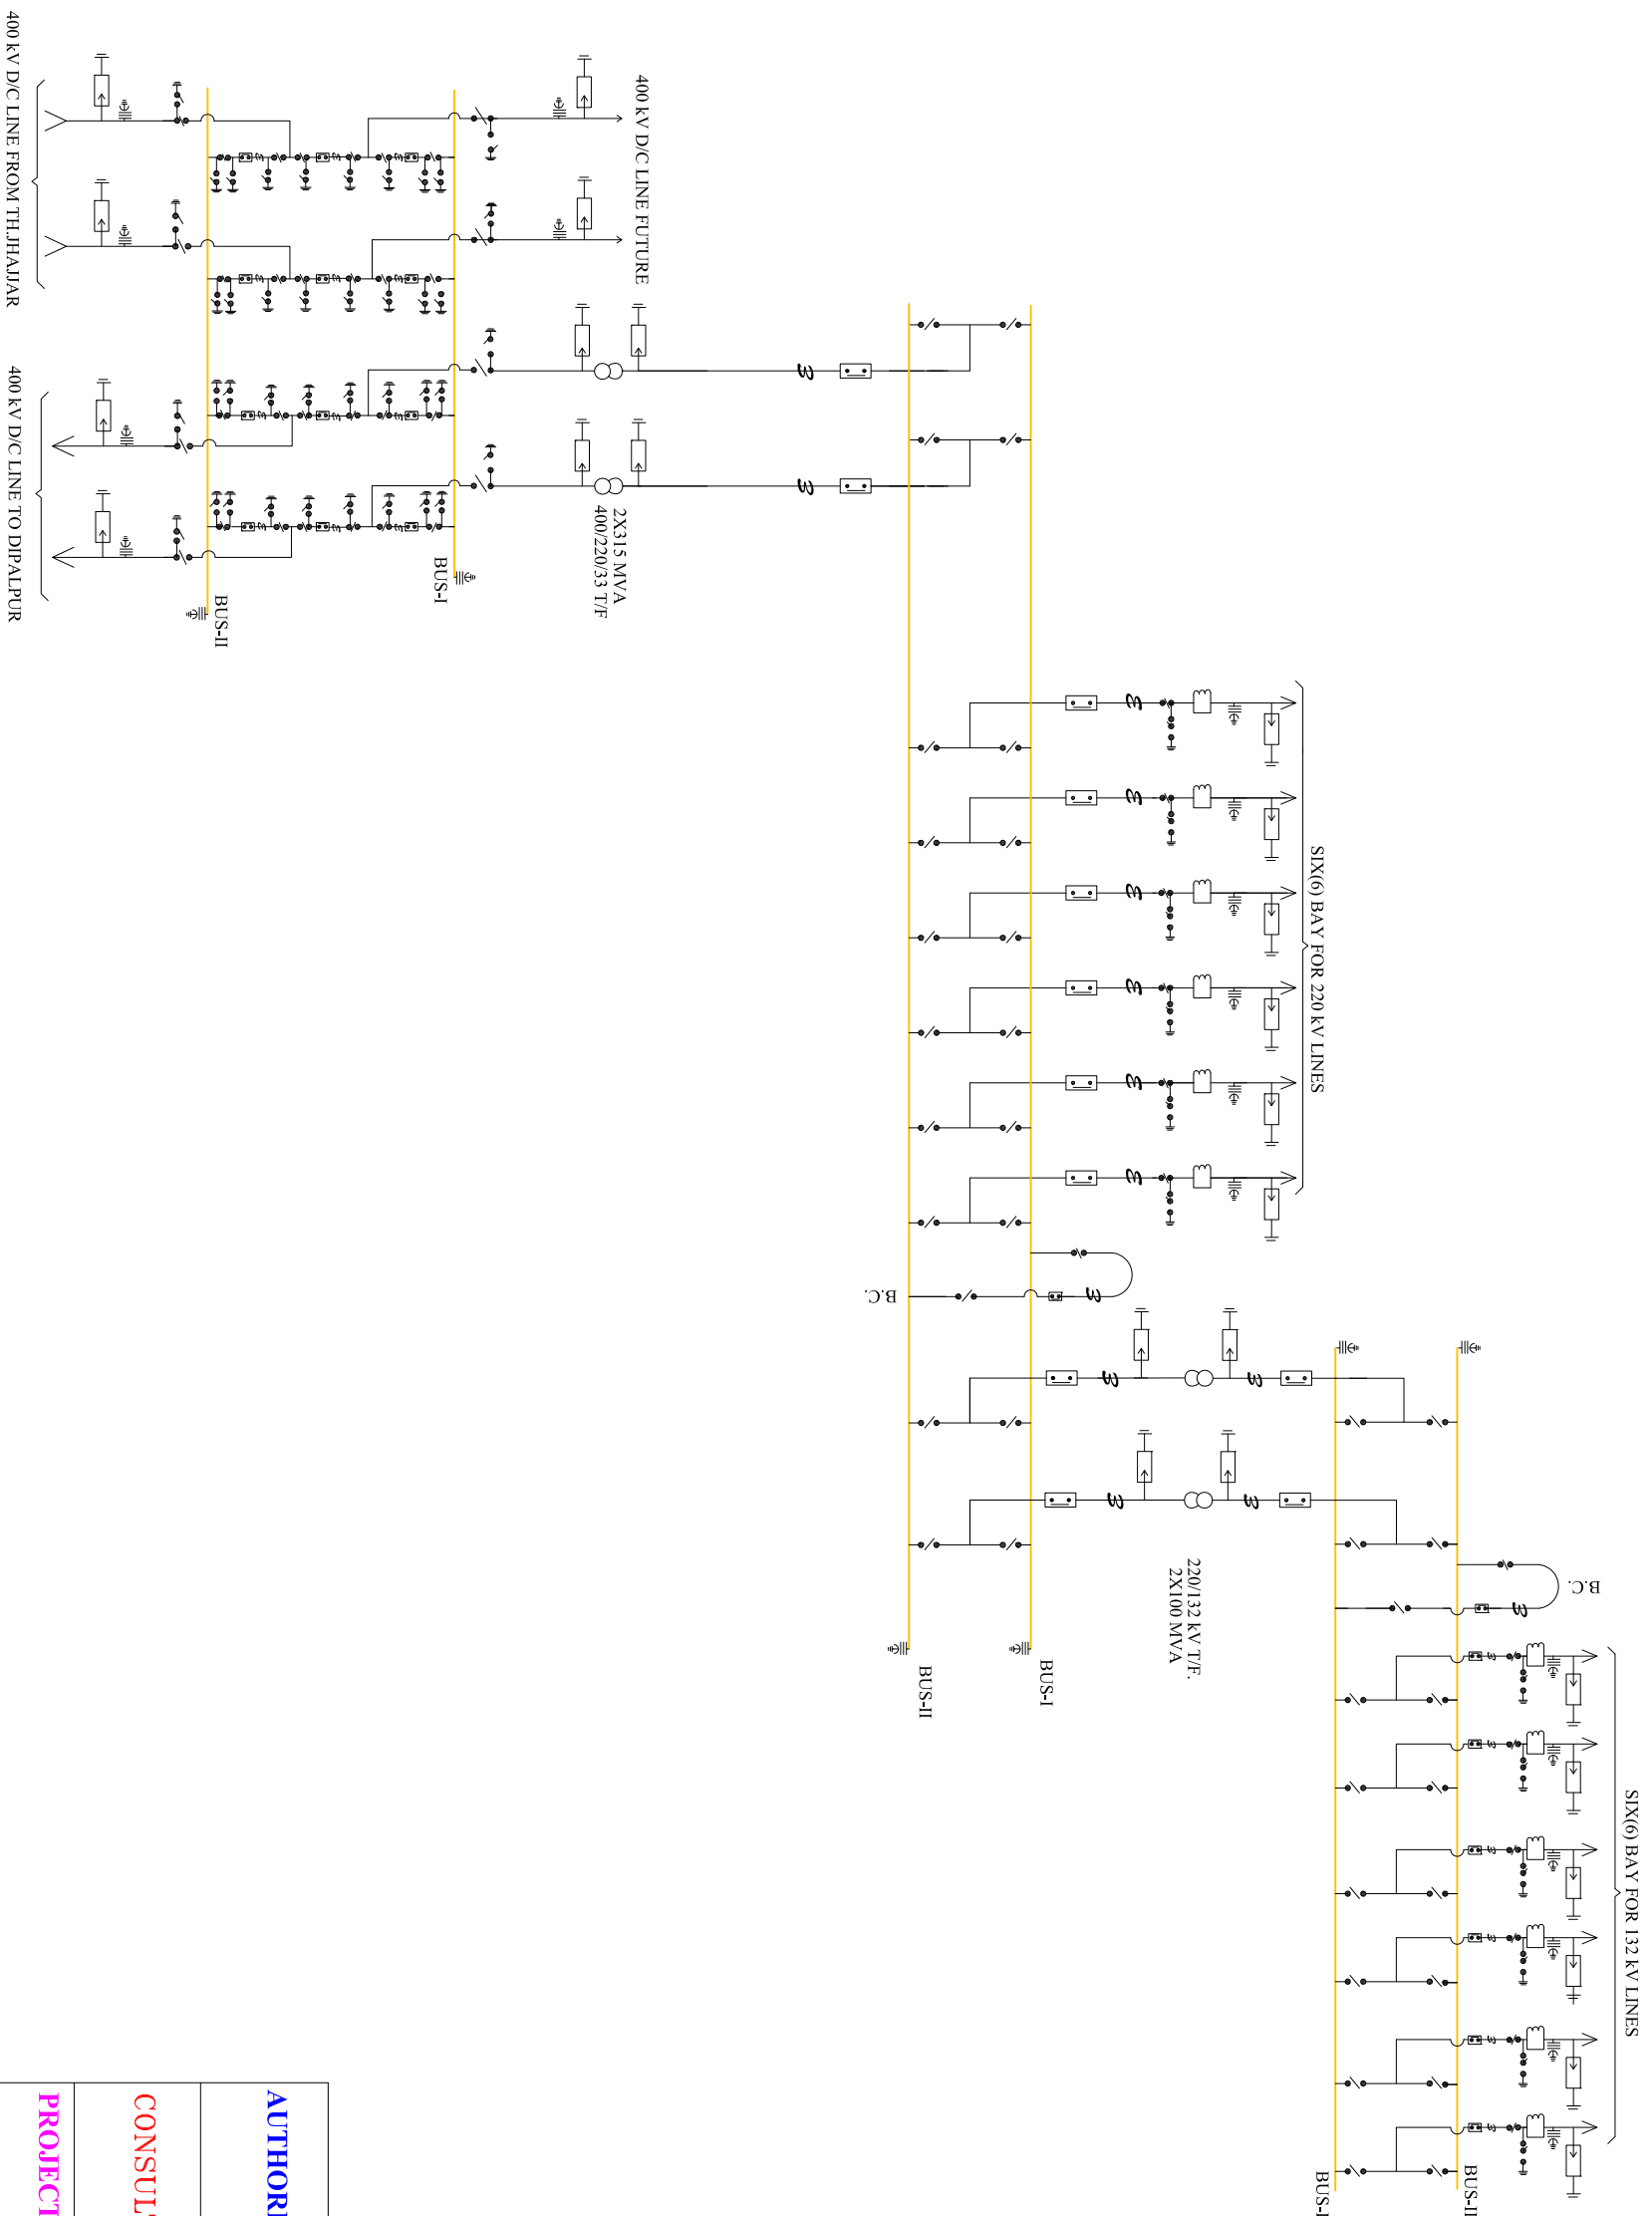 400 kV D/C LINE FUTURE
400 kV D/C LINE FROM TH.JHAJJAR
400 kV D/C LINE TO DIPALPUR
BUS-I
BUS-II
2X315 MVA
400/220/33 T/F
SIX(6) BAY FOR 220 kV LINES
B.C.
BUS-I
BUS-II
220/132 kV T/F.
2X100 MVA
B.C.
SIX(6) BAY FOR 132 kV LINES
BUS-II
BUS-I
PROJECT